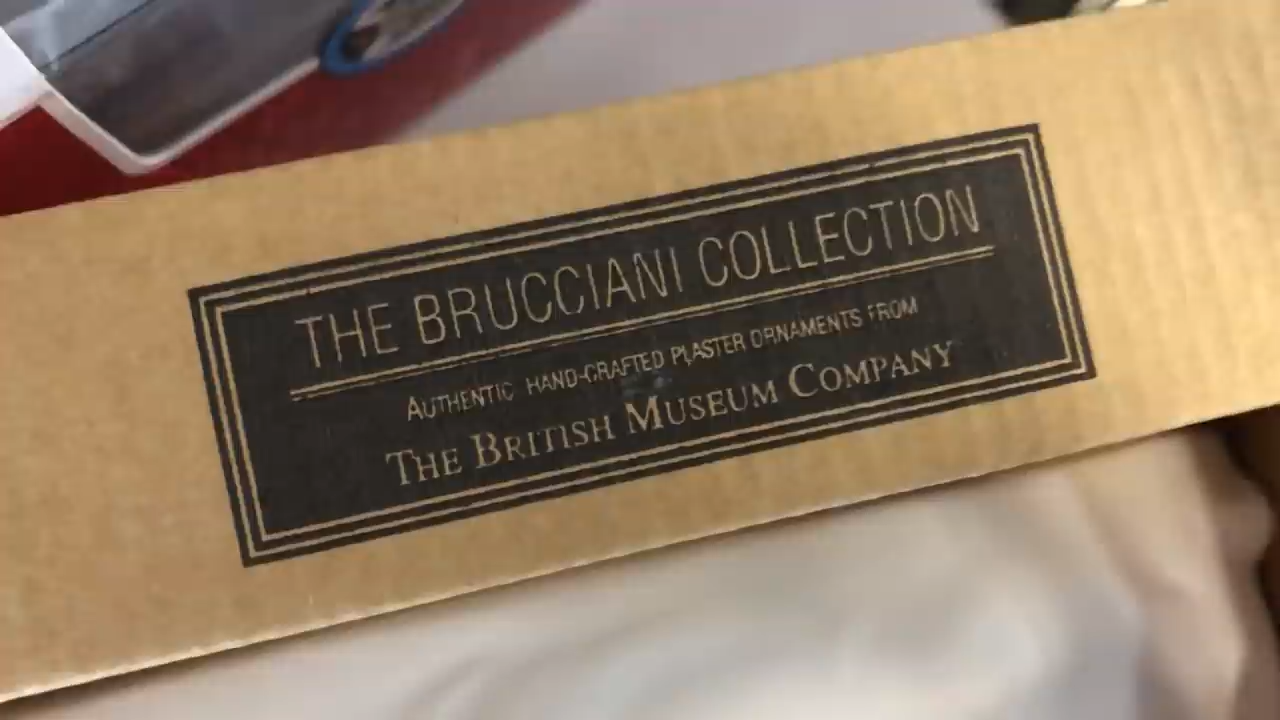 THE BRUCCIANI COLLECTION
AUTHENTIC HAND-CRAFTED PLASTER ORNAMENTS FROM
THE BRITISH MUSEUM COMPANY